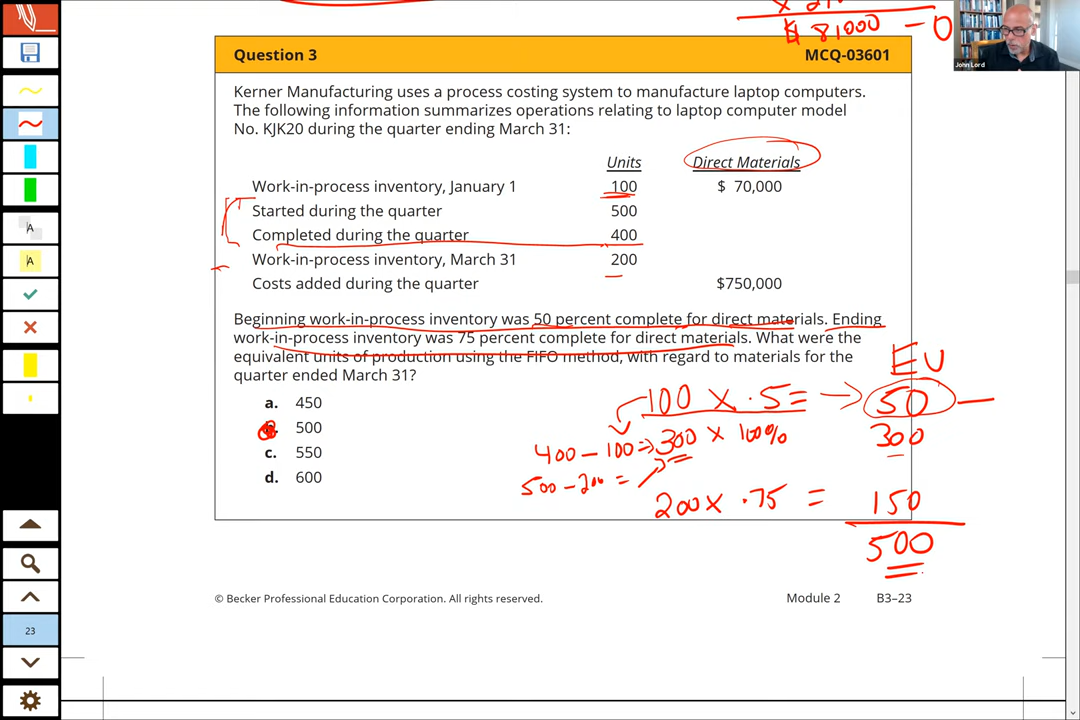 $ 81000 - 0
John Lord
Question 3 MCQ-03601
Kerner Manufacturing uses a process costing system to manufacture laptop computers.
The following information summarizes operations relating to laptop computer model
No. KJK20 during the quarter ending March 31:
Units Direct Materials
Work-in-process inventory, January 1 100 $ 70,000
Started during the quarter 500
Completed during the quarter 400
Work-in-process inventory, March 31 200
Costs added during the quarter $750,000
Beginning work-in-process inventory was 50 percent complete for direct materials. Ending
work-in-process inventory was 75 percent complete for direct materials. What were the
equivalent units of production using the FIFO method, with regard to materials for the
quarter ended March 31?
EU
a. 450
100 x .5 = → 50
500
300 x 100% 300
400 - 100 ⇒
c. 552
500 - 200 =
d. 600
200 x .75 = 150
500
© Becker Professional Education Corporation. All rights reserved. Module 2 B3–23
A
A
23